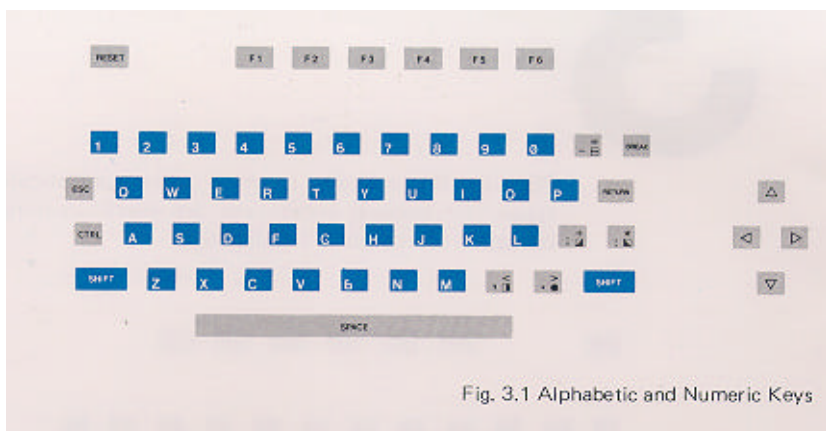 RESET F1 F2 F3 F4 F5 F6
1 2 3 4 5 6 7 8 9 0 BREAK
ESC Q W E R T Y U I O P RETURN
CTRL A S D F G H J K L
SHIFT Z X C V B N M SHIFT
SPACE
Fig. 3.1 Alphabetic and Numeric Keys